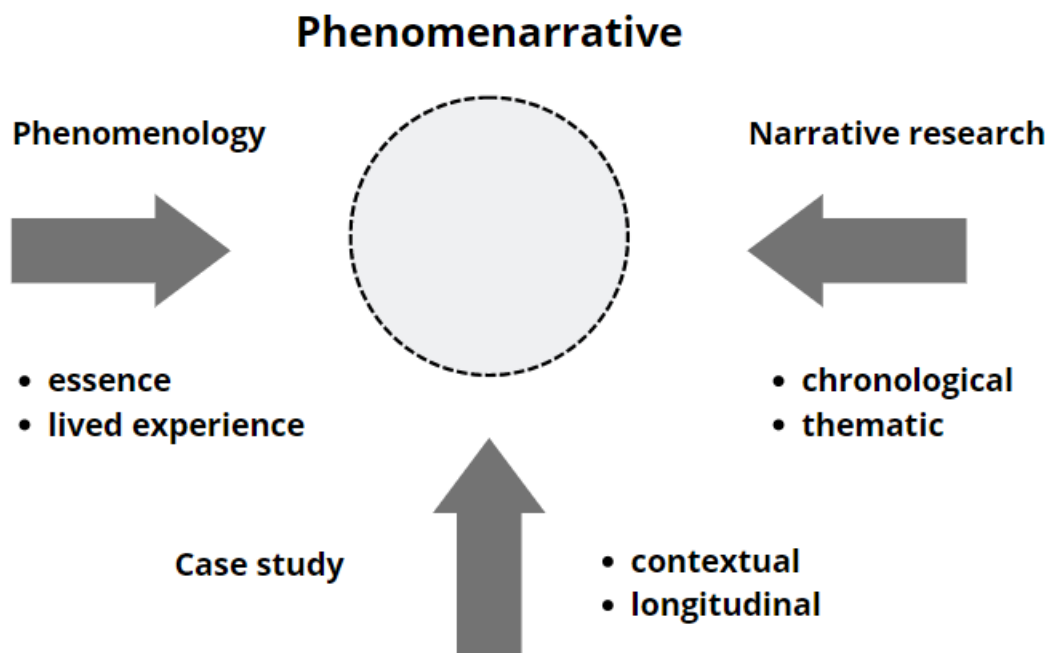 Phenomenarrative
Phenomenology
Narrative research
• essence
• lived experience
• chronological
• thematic
Case study
• contextual
• longitudinal